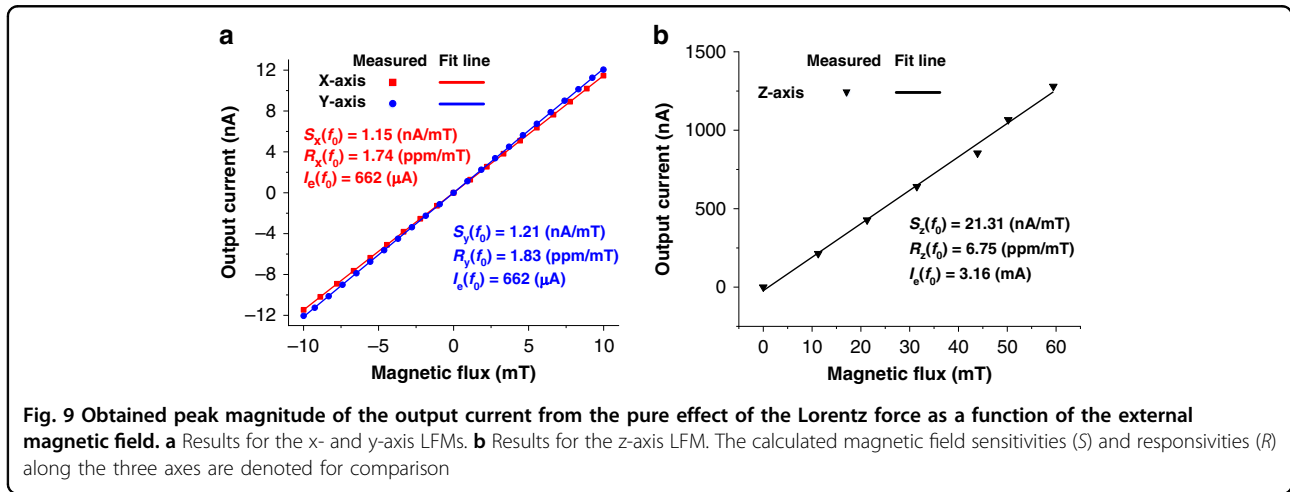 a
Measured Fit line
X-axis
Y-axis
Sx(f0) = 1.15 (nA/mT)
Rx(f0) = 1.74 (ppm/mT)
Ie(f0) = 662 (μA)
Sy(f0) = 1.21 (nA/mT)
Ry(f0) = 1.83 (ppm/mT)
Ie(f0) = 662 (μA)
Output current (nA)
12
8
4
0
−4
−8
−12
−10 −5 0 5 10
Magnetic flux (mT)
b
Measured Fit line
Z-axis
Sz(f0) = 21.31 (nA/mT)
Rz(f0) = 6.75 (ppm/mT)
Ie(f0) = 3.16 (mA)
Output current (nA)
1500
1000
500
0
0 10 20 30 40 50 60
Magnetic flux (mT)
Fig. 9 Obtained peak magnitude of the output current from the pure effect of the Lorentz force as a function of the external
magnetic field. a Results for the x- and y-axis LFMs. b Results for the z-axis LFM. The calculated magnetic field sensitivities (S) and responsivities (R)
along the three axes are denoted for comparison